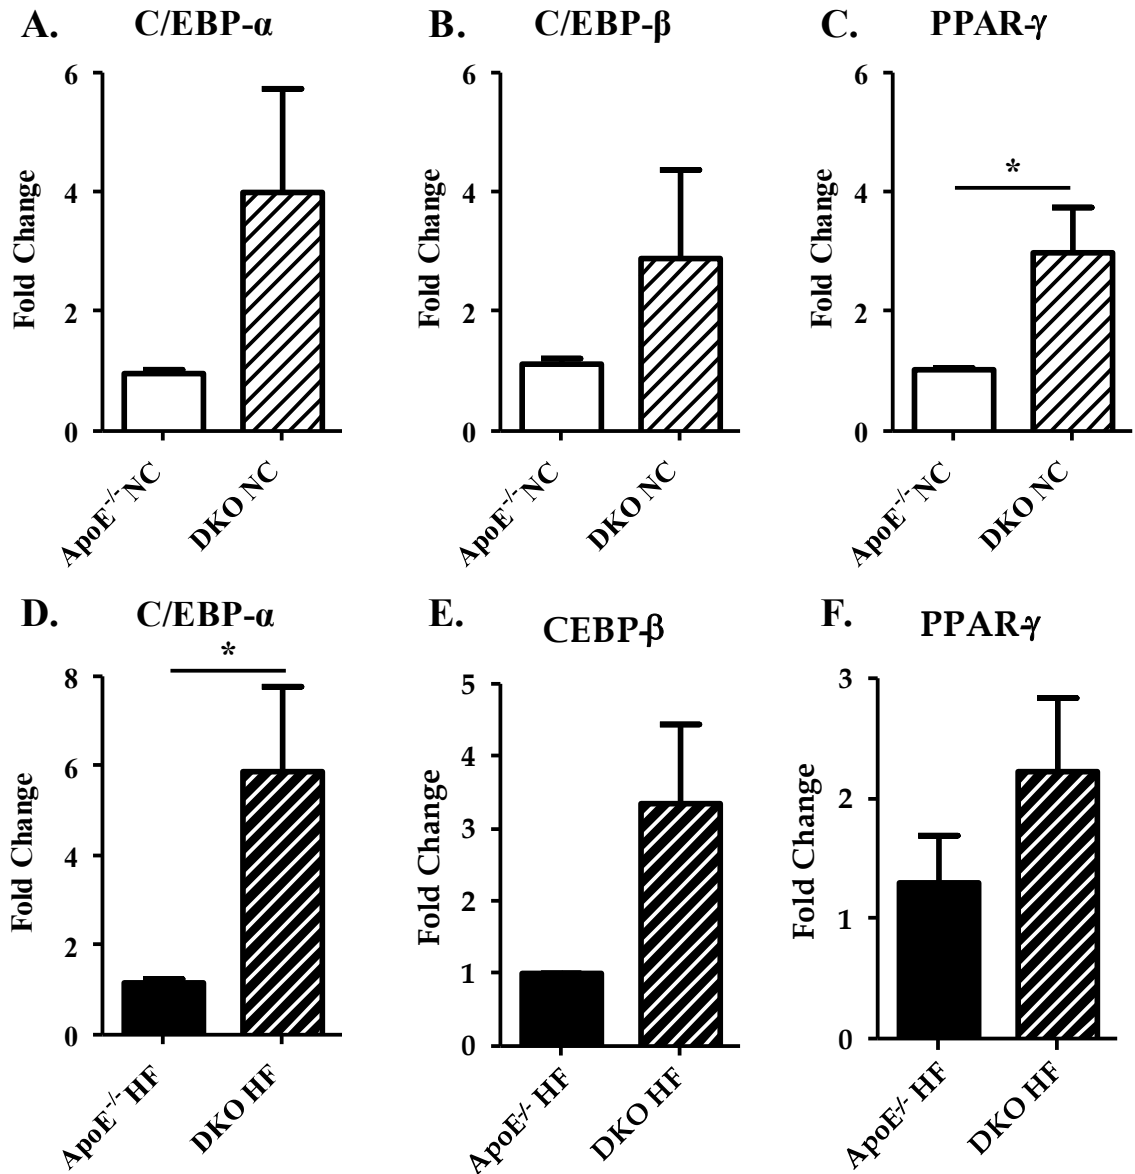 A. C/EBP-α
Fold Change
6
4
2
0
ApoE⁻/⁻NC
DKO NC
B. C/EBP-β
Fold Change
6
4
2
0
ApoE⁻/⁻NC
DKO NC
C. PPAR-γ
Fold Change
6
4
2
0
*
ApoE⁻/⁻NC
DKO NC
D. C/EBP-α
Fold Change
8
6
4
2
0
*
ApoE⁻/⁻HF
DKO HF
E. CEBP-β
Fold Change
5
4
3
2
1
0
ApoE-/- HF
DKO HF
F. PPAR-γ
Fold Change
3
2
1
0
ApoE-/- HF
DKO HF